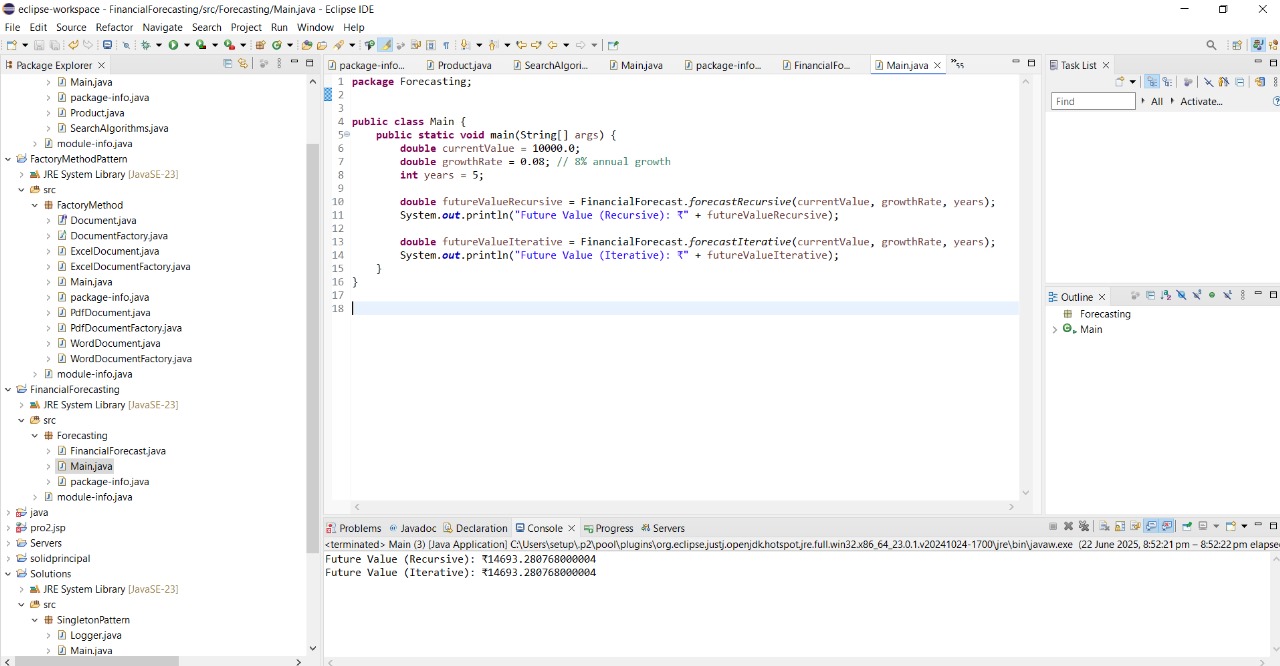 eclipse-workspace - FinancialForecasting/src/Forecasting/Main.java - Eclipse IDE
File Edit Source Refactor Navigate Search Project Run Window Help
Package Explorer
Main.java
package-info.java
Product.java
SearchAlgorithms.java
module-info.java
FactoryMethodPattern
JRE System Library [JavaSE-23]
src
FactoryMethod
Document.java
DocumentFactory.java
ExcelDocument.java
ExcelDocumentFactory.java
Main.java
package-info.java
PdfDocument.java
PdfDocumentFactory.java
WordDocument.java
WordDocumentFactory.java
module-info.java
FinancialForecasting
JRE System Library [JavaSE-23]
src
Forecasting
FinancialForecast.java
Main.java
package-info.java
module-info.java
java
pro2.jsp
Servers
solidprincipal
Solutions
JRE System Library [JavaSE-23]
src
SingletonPattern
Logger.java
Main.java
package-info... Product.java SearchAlgori... Main.java package-info... FinancialFo... Main.java »55
1 package Forecasting;
2
3
4 public class Main {
5 public static void main(String[] args) {
6 double currentValue = 10000.0;
7 double growthRate = 0.08; // 8% annual growth
8 int years = 5;
9
10 double futureValueRecursive = FinancialForecast.forecastRecursive(currentValue, growthRate, years);
11 System.out.println("Future Value (Recursive): ₹" + futureValueRecursive);
12
13 double futureValueIterative = FinancialForecast.forecastIterative(currentValue, growthRate, years);
14 System.out.println("Future Value (Iterative): ₹" + futureValueIterative);
15 }
16 }
17
18
Task List
Find All Activate...
Outline
Forecasting
Main
Problems Javadoc Declaration Console Progress Servers
<terminated> Main (3) [Java Application] C:\Users\setup\.p2\pool\plugins\org.eclipse.justj.openjdk.hotspot.jre.full.win32.x86_64_23.0.1.v20241024-1700\jre\bin\javaw.exe (22 June 2025, 8:52:21 pm – 8:52:22 pm elapse
Future Value (Recursive): ₹14693.280768000004
Future Value (Iterative): ₹14693.280768000004